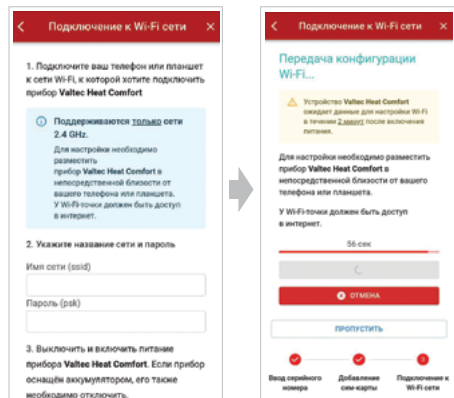 Подключение к Wi-Fi сети
1. Подключите ваш телефон или планшет
к сети Wi-Fi, к которой хотите подключить
прибор Valtec Heat Comfort
Поддерживаются только сети
2.4 GHz.
Для настройки необходимо
разместить
прибор Valtec Heat Comfort в
непосредственной близости от
вашего телефона или планшета.
У Wi-Fi-точки должен быть доступ
в интернет.
2. Укажите название сети и пароль
Имя сети (ssid)
Пароль (psk)
3. Выключить и включить питание
прибора Valtec Heat Comfort. Если прибор
оснащён аккумулятором, его также
необходимо отключить.
Подключение к Wi-Fi сети
Передача конфигурации
Wi-Fi...
Устройство Valtec Heat Comfort
ожидает данные для настройки Wi-Fi
в течении 2 минут после включения
питания.
Для настройки необходимо разместить
прибор Valtec Heat Comfort в
непосредственной близости от вашего
телефона или планшета.
У Wi-Fi-точки должен быть доступ
в интернет.
56 сек
ОТМЕНА
ПРОПУСТИТЬ
3
Ввод серийного
номера
Добавление
сим-карты
Подключение к
Wi-Fi сети